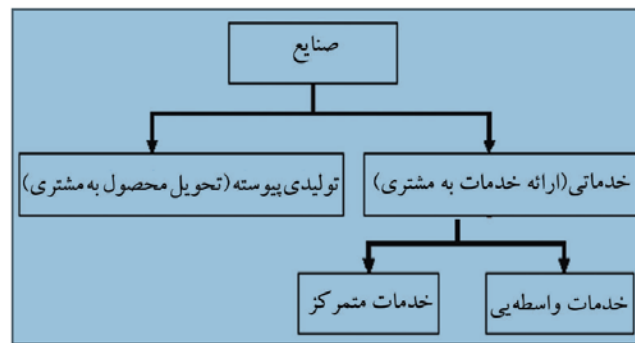 صنایع
خدماتی(ارائه خدمات به مشتری)
تولیدی پیوسته(تحویل محصول به مشتری)
خدمات واسطه‌یی
خدمات متمرکز